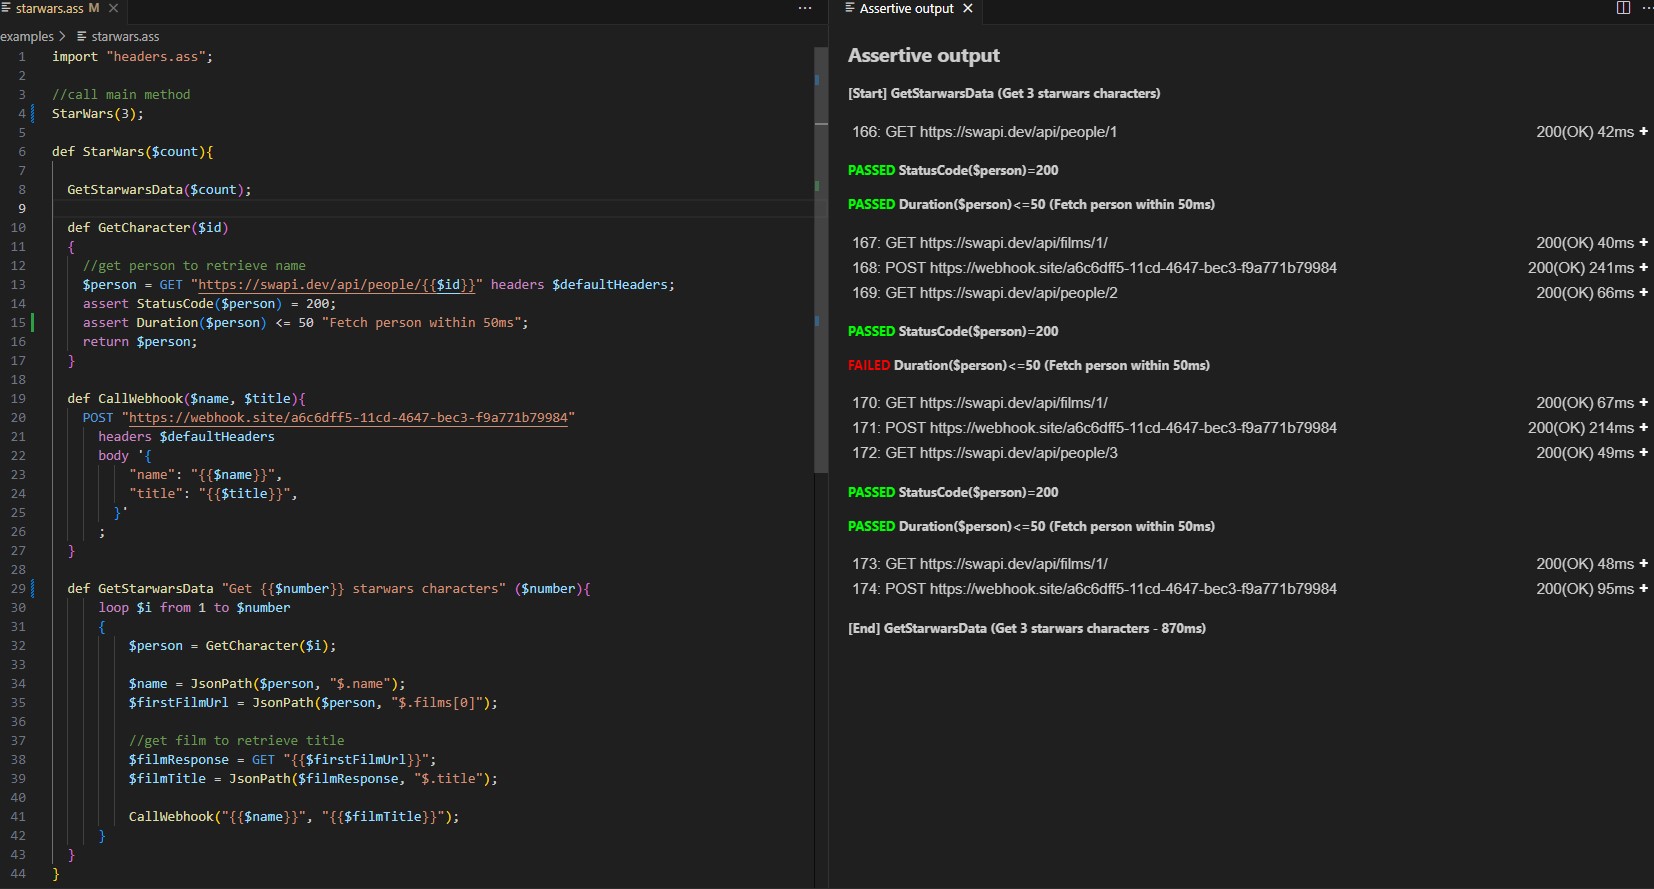 starwars.ass M
examples > starwars.ass
1 import "headers.ass";
2
3 //call main method
4 StarWars(3);
5
6 def StarWars($count){
7
8 GetStarwarsData($count);
9
10 def GetCharacter($id)
11 {
12 //get person to retrieve name
13 $person = GET "https://swapi.dev/api/people/{{$id}}" headers $defaultHeaders;
14 assert StatusCode($person) = 200;
15 assert Duration($person) <= 50 "Fetch person within 50ms";
16 return $person;
17 }
18
19 def CallWebhook($name, $title){
20 POST "https://webhook.site/a6c6dff5-11cd-4647-bec3-f9a771b79984"
21 headers $defaultHeaders
22 body '{
23 "name": "{{$name}}",
24 "title": "{{$title}}",
25 }'
26 ;
27 }
28
29 def GetStarwarsData "Get {{$number}} starwars characters" ($number){
30 loop $i from 1 to $number
31 {
32 $person = GetCharacter($i);
33
34 $name = JsonPath($person, "$.name");
35 $firstFilmUrl = JsonPath($person, "$.films[0]");
36
37 //get film to retrieve title
38 $filmResponse = GET "{{$firstFilmUrl}}";
39 $filmTitle = JsonPath($filmResponse, "$.title");
40
41 CallWebhook("{{$name}}", "{{$filmTitle}}");
42 }
43 }
44 }
Assertive output
Assertive output
[Start] GetStarwarsData (Get 3 starwars characters)
166: GET https://swapi.dev/api/people/1 200(OK) 42ms +
PASSED StatusCode($person)=200
PASSED Duration($person)<=50 (Fetch person within 50ms)
167: GET https://swapi.dev/api/films/1/ 200(OK) 40ms +
168: POST https://webhook.site/a6c6dff5-11cd-4647-bec3-f9a771b79984 200(OK) 241ms +
169: GET https://swapi.dev/api/people/2 200(OK) 66ms +
PASSED StatusCode($person)=200
FAILED Duration($person)<=50 (Fetch person within 50ms)
170: GET https://swapi.dev/api/films/1/ 200(OK) 67ms +
171: POST https://webhook.site/a6c6dff5-11cd-4647-bec3-f9a771b79984 200(OK) 214ms +
172: GET https://swapi.dev/api/people/3 200(OK) 49ms +
PASSED StatusCode($person)=200
PASSED Duration($person)<=50 (Fetch person within 50ms)
173: GET https://swapi.dev/api/films/1/ 200(OK) 48ms +
174: POST https://webhook.site/a6c6dff5-11cd-4647-bec3-f9a771b79984 200(OK) 95ms +
[End] GetStarwarsData (Get 3 starwars characters - 870ms)